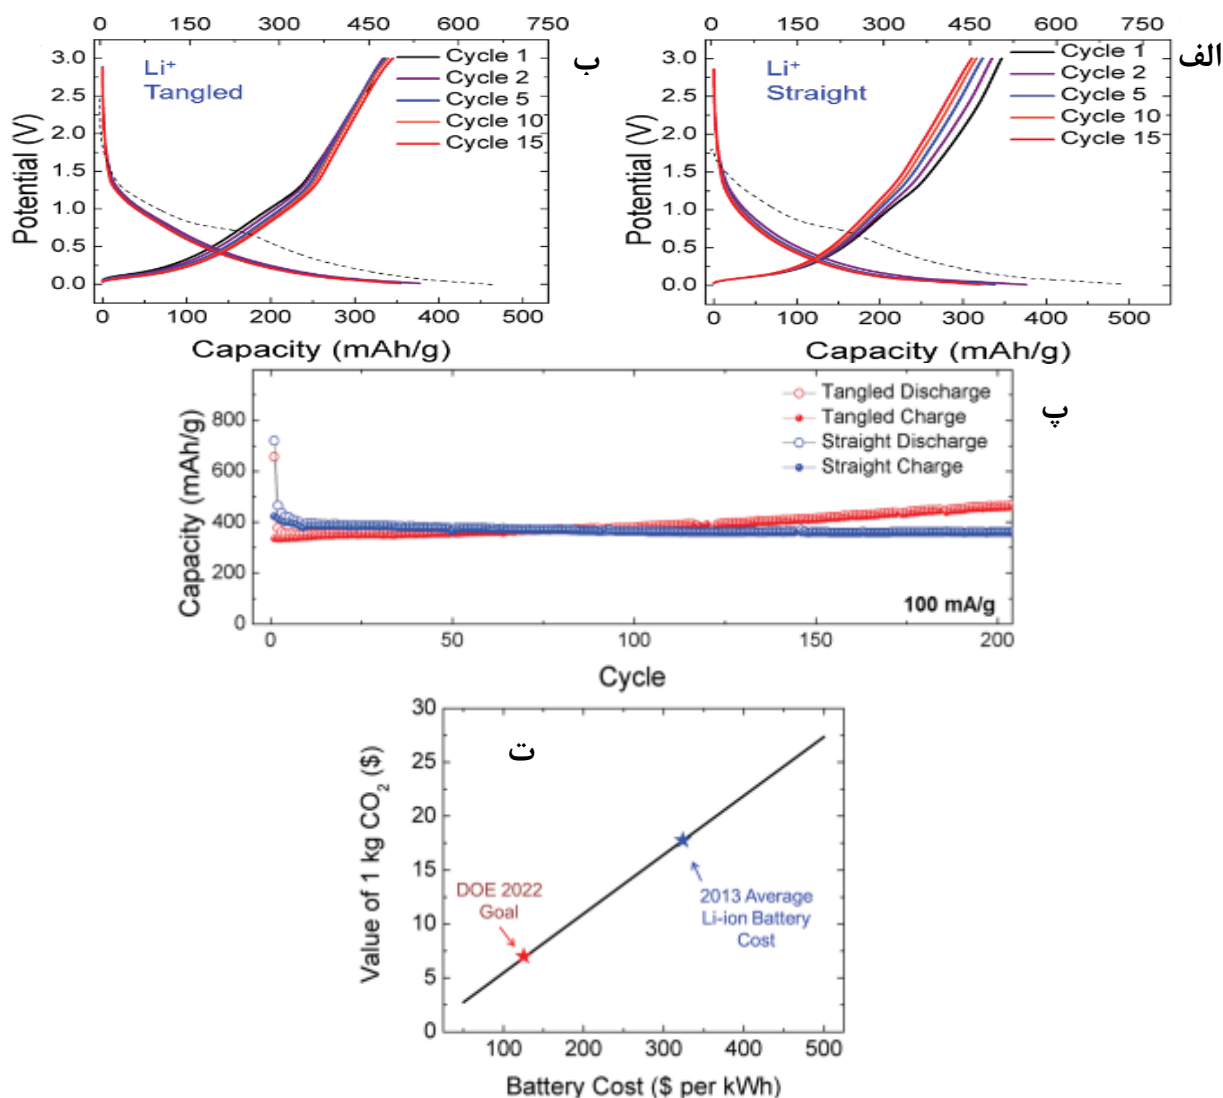 ب
0 150 300 450 600 750
Potential (V)
3.0
2.5
2.0
1.5
1.0
0.5
0.0
Li⁺
Tangled
Cycle 1
Cycle 2
Cycle 5
Cycle 10
Cycle 15
0 100 200 300 400 500
Capacity (mAh/g)
الف
0 150 300 450 600 750
Potential (V)
3.0
2.5
2.0
1.5
1.0
0.5
0.0
Li⁺
Straight
Cycle 1
Cycle 2
Cycle 5
Cycle 10
Cycle 15
0 100 200 300 400 500
Capacity (mAh/g)
پ
Capacity (mAh/g)
800
600
400
200
0
Tangled Discharge
Tangled Charge
Straight Discharge
Straight Charge
100 mA/g
0 50 100 150 200
Cycle
ت
Value of 1 kg CO₂ ($)
30
25
20
15
10
5
0
DOE 2022
Goal
2013 Average
Li-ion Battery
Cost
100 200 300 400 500
Battery Cost ($ per kWh)